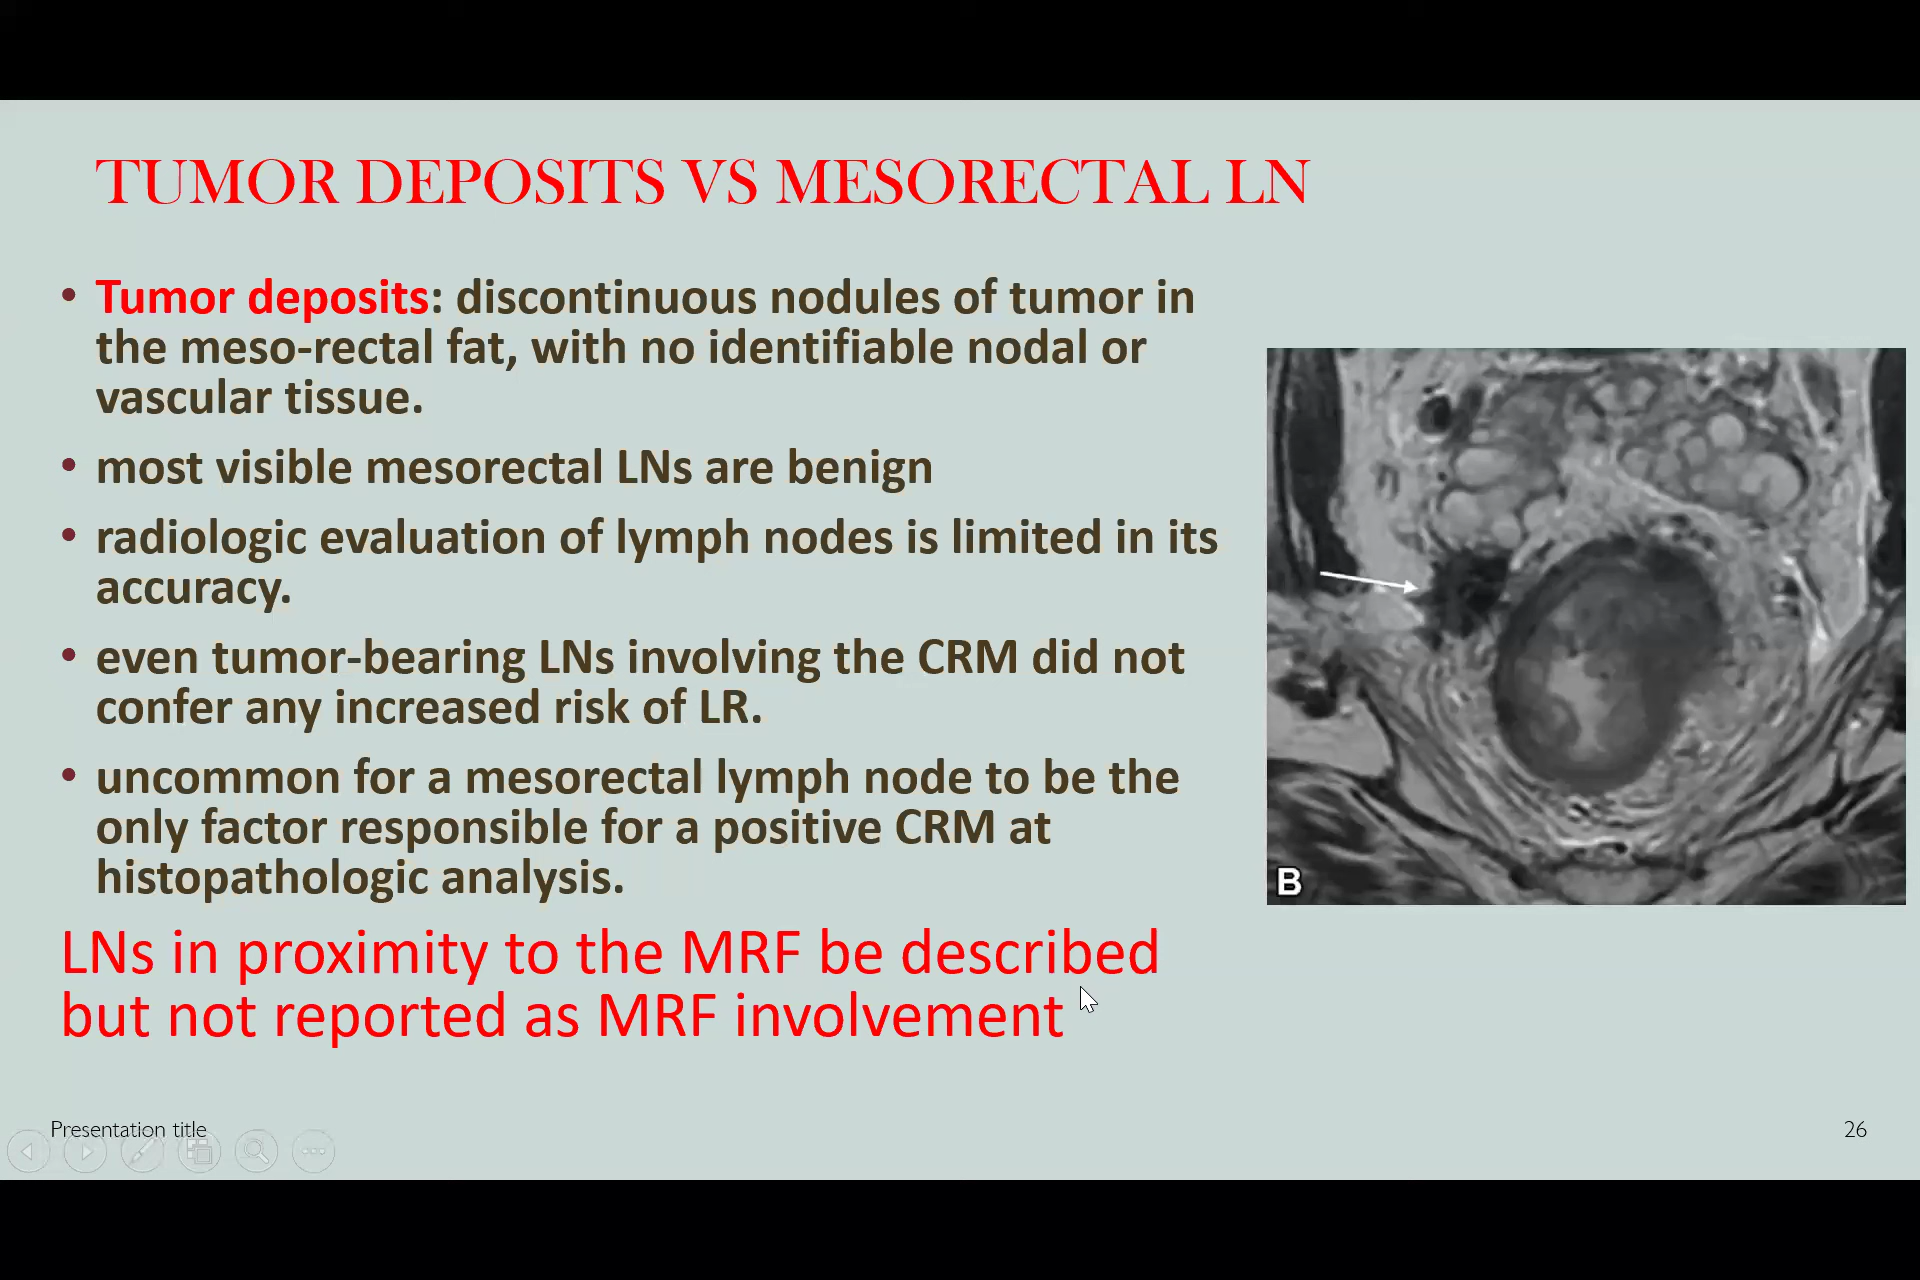 TUMOR DEPOSITS VS MESORECTAL LN
• Tumor deposits: discontinuous nodules of tumor in
the meso-rectal fat, with no identifiable nodal or
vascular tissue.
• most visible mesorectal LNs are benign
• radiologic evaluation of lymph nodes is limited in its
accuracy.
• even tumor-bearing LNs involving the CRM did not
confer any increased risk of LR.
• uncommon for a mesorectal lymph node to be the
only factor responsible for a positive CRM at
histopathologic analysis.
LNs in proximity to the MRF be described
but not reported as MRF involvement
B
Presentation title
26